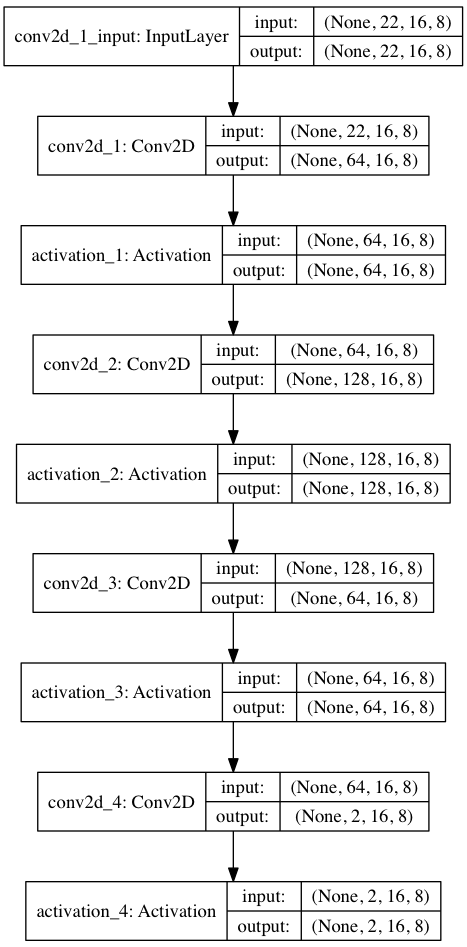 conv2d_1_input: InputLayer
input: (None, 22, 16, 8)
output: (None, 22, 16, 8)
conv2d_1: Conv2D
input: (None, 22, 16, 8)
output: (None, 64, 16, 8)
activation_1: Activation
input: (None, 64, 16, 8)
output: (None, 64, 16, 8)
conv2d_2: Conv2D
input: (None, 64, 16, 8)
output: (None, 128, 16, 8)
activation_2: Activation
input: (None, 128, 16, 8)
output: (None, 128, 16, 8)
conv2d_3: Conv2D
input: (None, 128, 16, 8)
output: (None, 64, 16, 8)
activation_3: Activation
input: (None, 64, 16, 8)
output: (None, 64, 16, 8)
conv2d_4: Conv2D
input: (None, 64, 16, 8)
output: (None, 2, 16, 8)
activation_4: Activation
input: (None, 2, 16, 8)
output: (None, 2, 16, 8)